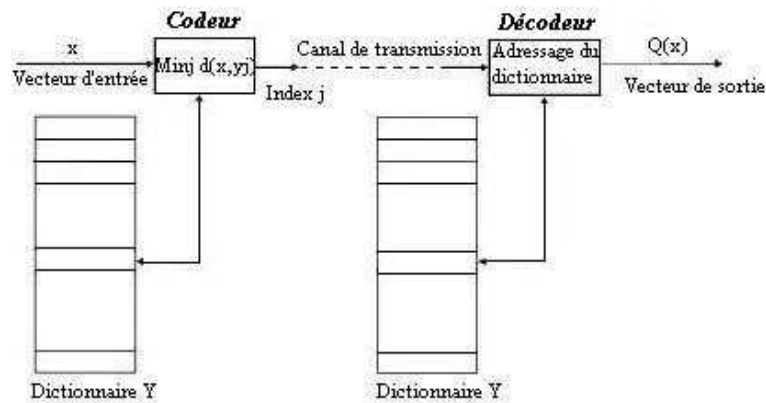 Codeur
Décodeur
x
Vecteur d'entrée
Minj d(x,yj)
Index j
Canal de transmission
Adressage du
dictionnaire
Q(x)
Vecteur de sortie
Dictionnaire Y
Dictionnaire Y